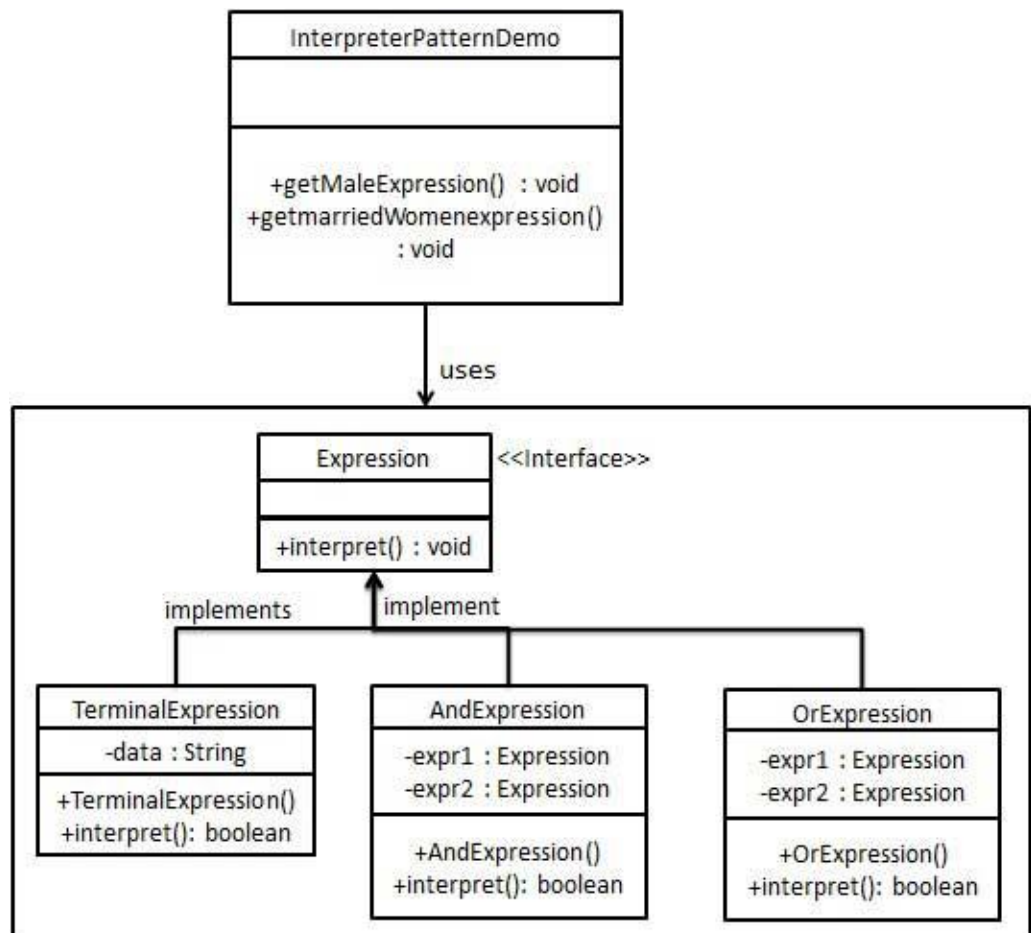 InterpreterPatternDemo
+getMaleExpression() : void
+getmarriedWomenexpression()
: void
uses
Expression
<<Interface>>
+interpret() : void
implements
implement
TerminalExpression
-data : String
+TerminalExpression()
+interpret(): boolean
AndExpression
-expr1 : Expression
-expr2 : Expression
+AndExpression()
+interpret(): boolean
OrExpression
-expr1 : Expression
-expr2 : Expression
+OrExpression()
+interpret(): boolean